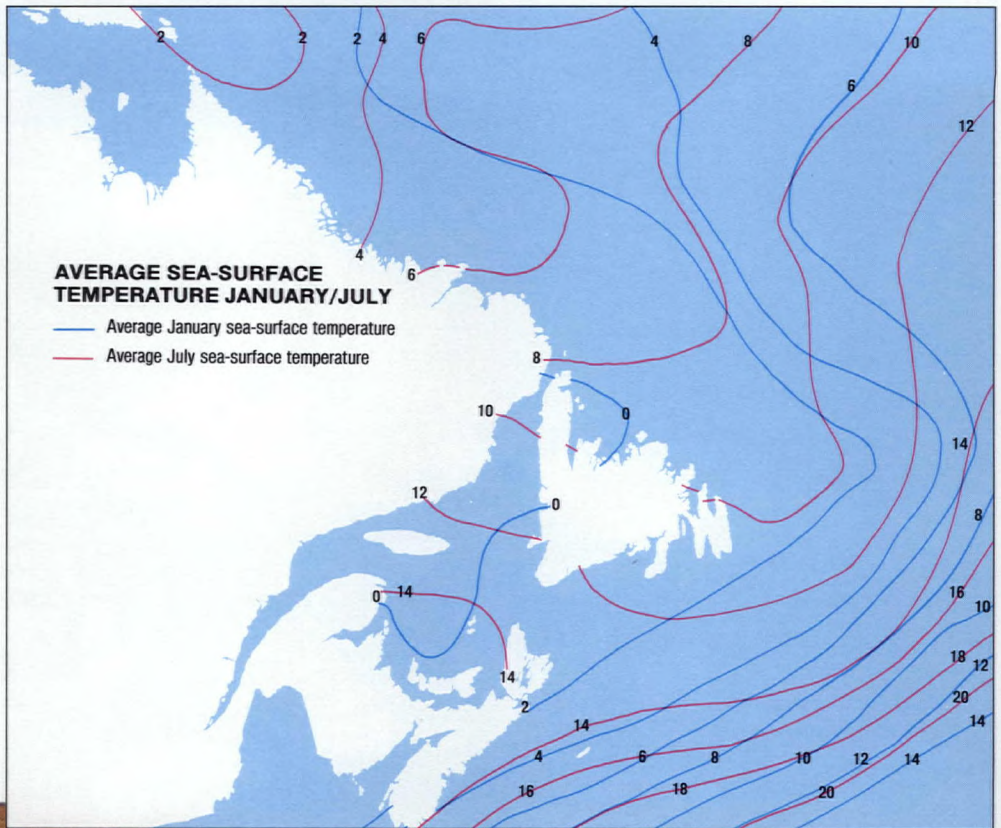 2 2 2 4 6 4 8 10
6
12
4
6
AVERAGE SEA-SURFACE
TEMPERATURE JANUARY/JULY
Average January sea-surface temperature
Average July sea-surface temperature
8
10 0
14
12
0
8
0 14 16
10
18
12
14
2 20
14 14
4 6 8 10 12 14
16 18 20